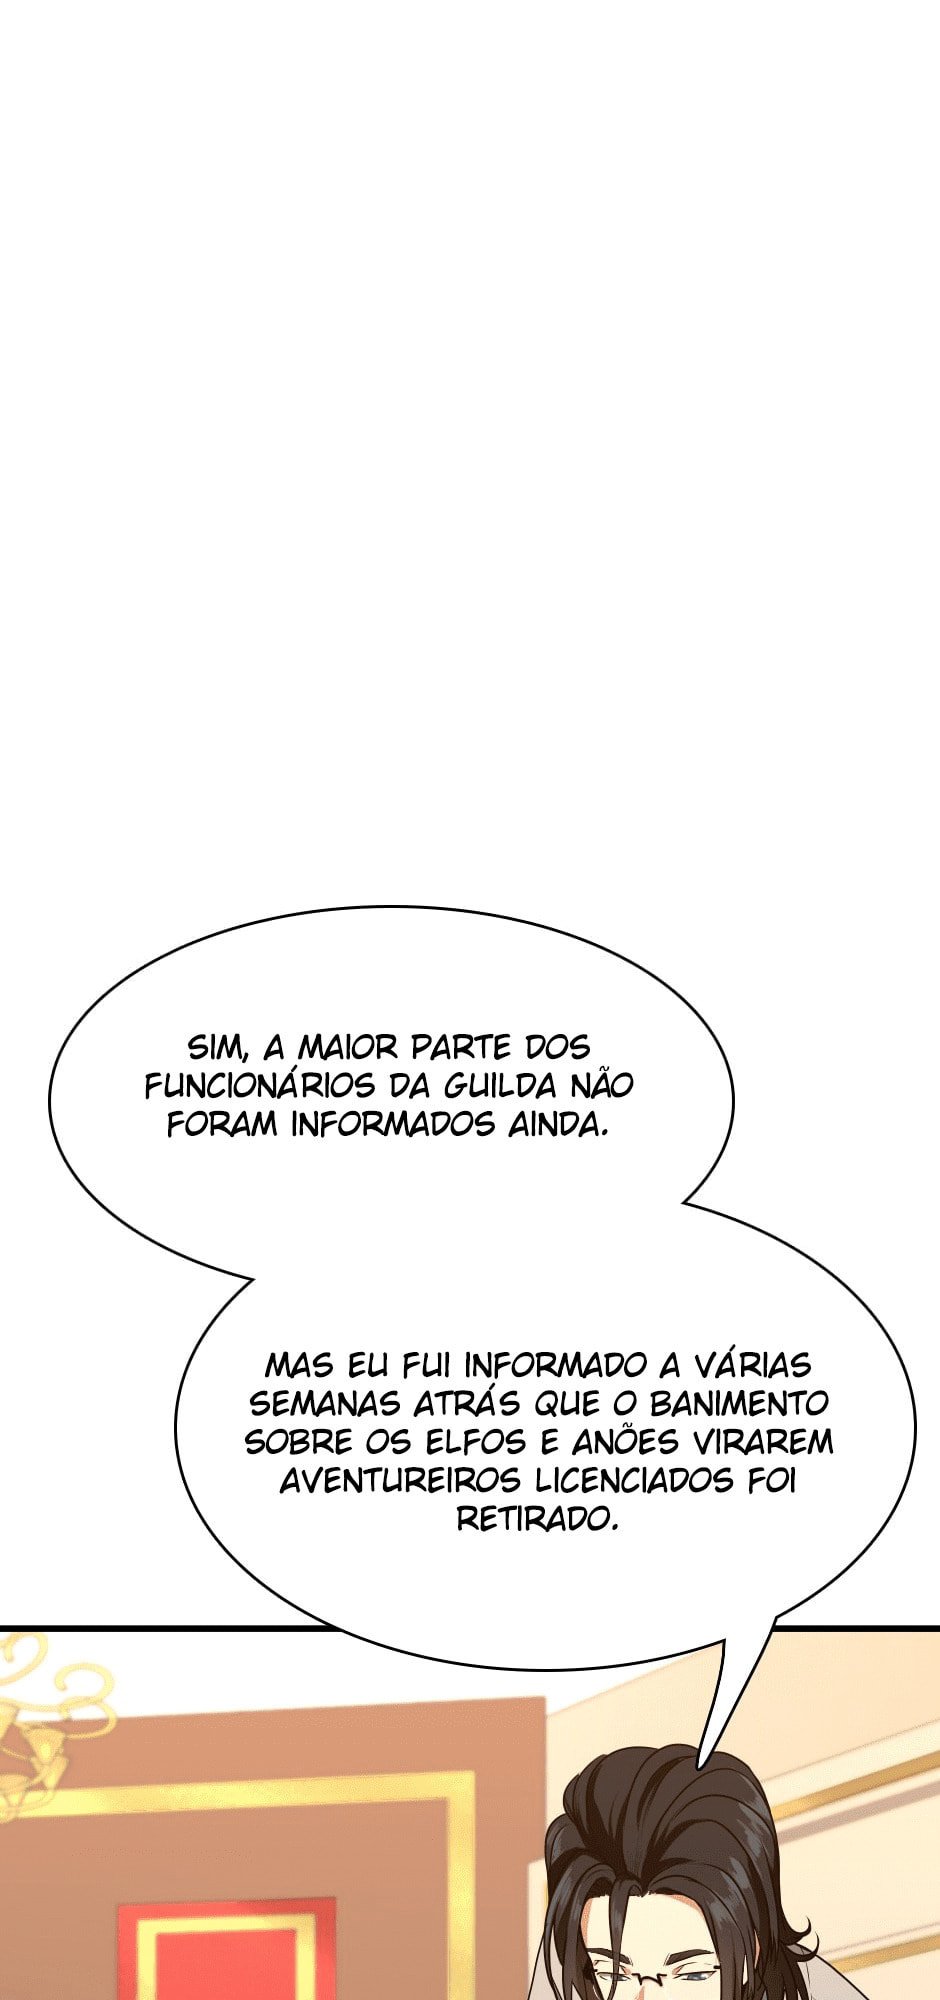 SIM, A MAIOR PARTE DOS
FUNCIONÁRIOS DA GUILDA NÃO
FORAM INFORMADOS AINDA.
MAS EU FUI INFORMADO A VÁRIAS
SEMANAS ATRÁS QUE O BANIMENTO
SOBRE OS ELFOS E ANÕES VIRAREM
AVENTUREIROS LICENCIADOS FOI
RETIRADO.